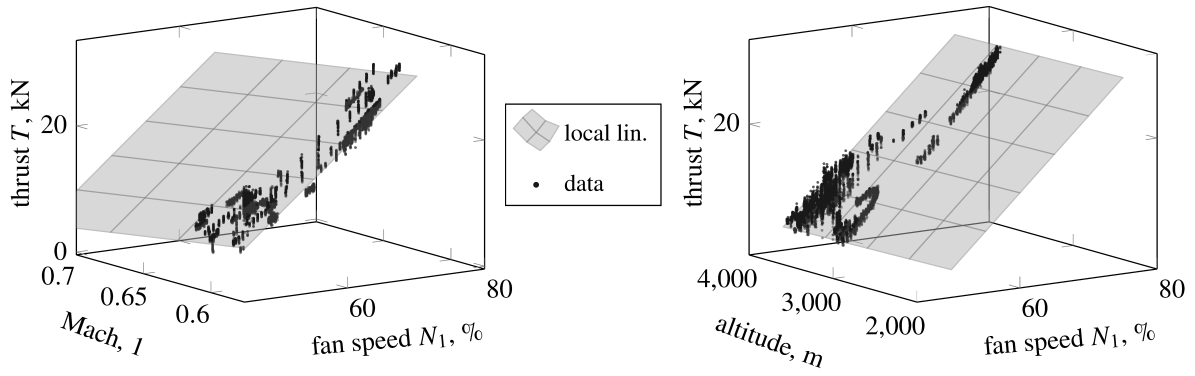 thrust T, kN
20
0
0.7
0.65
0.6
Mach, 1
60
80
fan speed N₁, %
local lin.
data
thrust T, kN
20
4,000
3,000
2,000
altitude, m
60
80
fan speed N₁, %